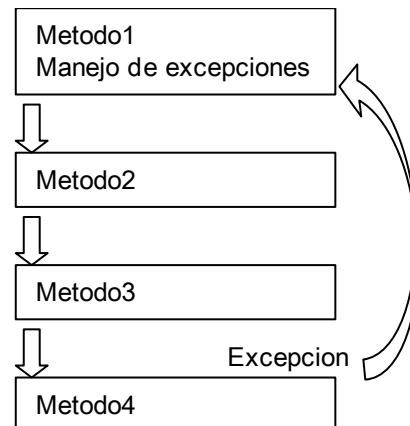 Metodo1
Manejo de excepciones
Metodo2
Metodo3
Excepcion
Metodo4